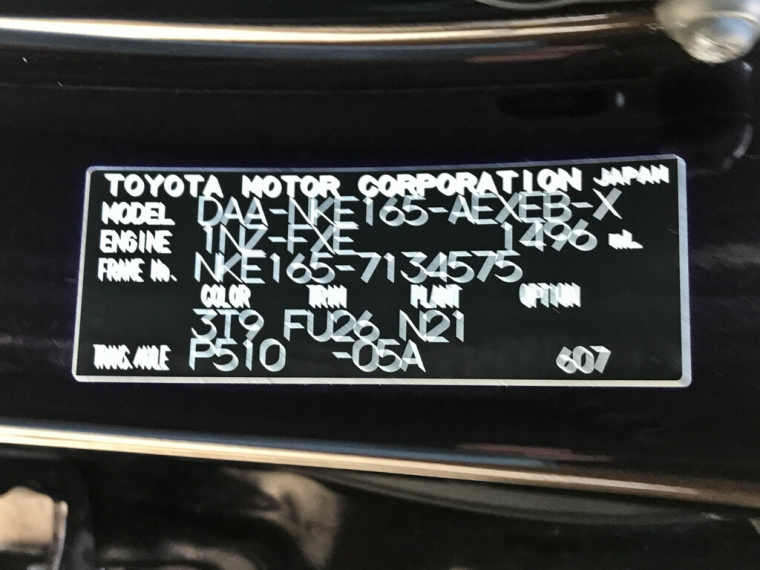 TOYOTA MOTOR CORPORATION JAPAN
MODEL DAA-NKE165-AEXEB-X
ENGINE 1NZ-FXE 1496 mL
FRAME No. NKE165-7134575
COLOR TRIM PLANT OPTION
3T9 FU26 N21
TRANS./AXLE P510 -05A 607